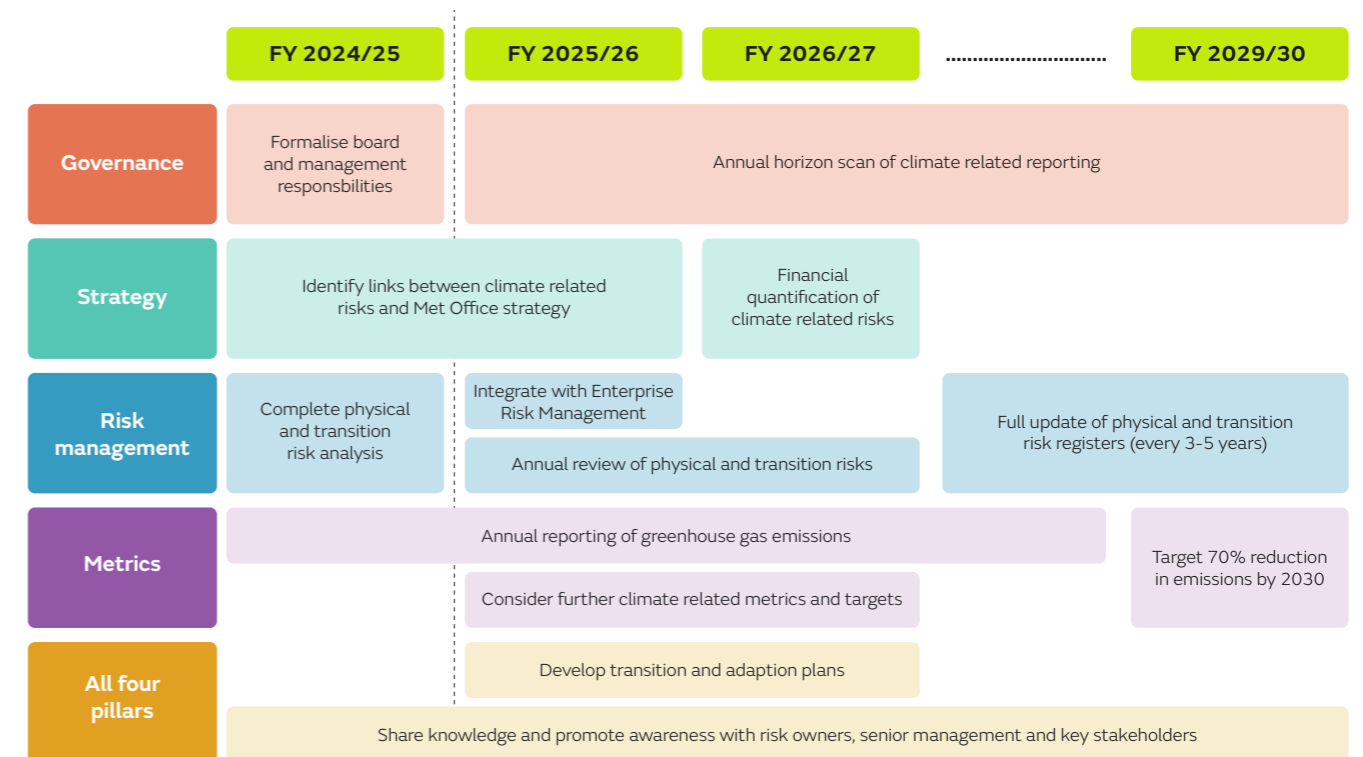 FY 2024/25
FY 2025/26
FY 2026/27
..............................
FY 2029/30
Governance
Formalise board
and management
responsbilities
Annual horizon scan of climate related reporting
Strategy
Identify links between climate related
risks and Met Office strategy
Financial
quantification of
climate related risks
Risk
management
Complete physical
and transition
risk analysis
Integrate with Enterprise
Risk Management
Annual review of physical and transition risks
Full update of physical and transition
risk registers (every 3-5 years)
Metrics
Annual reporting of greenhouse gas emissions
Consider further climate related metrics and targets
Target 70% reduction
in emissions by 2030
All four
pillars
Develop transition and adaption plans
Share knowledge and promote awareness with risk owners, senior management and key stakeholders